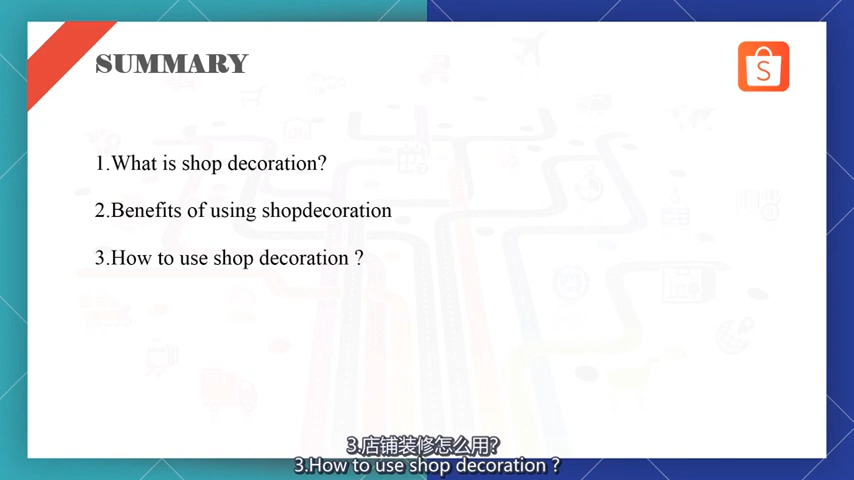 SUMMARY
S
1.What is shop decoration?
2.Benefits of using shopdecoration
3.How to use shop decoration ?
3.店铺装修怎么用?
3.How to use shop decoration ?